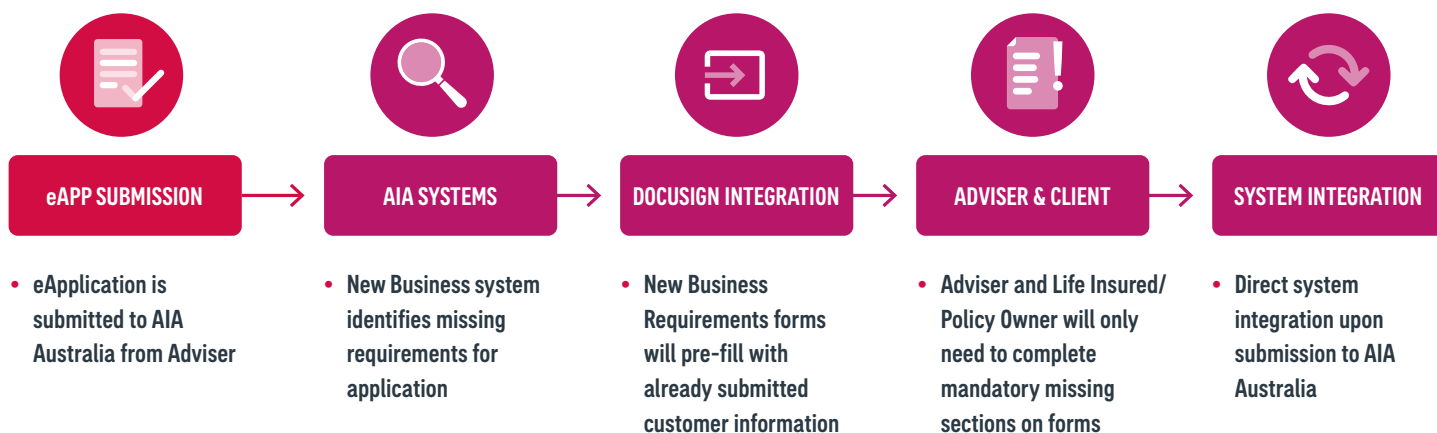 eAPP SUBMISSION
AIA SYSTEMS
DOCUSIGN INTEGRATION
ADVISER & CLIENT
SYSTEM INTEGRATION
• eApplication is
submitted to AIA
Australia from Adviser
• New Business system
identifies missing
requirements for
application
• New Business
Requirements forms
will pre-fill with
already submitted
customer information
• Adviser and Life Insured/
Policy Owner will only
need to complete
mandatory missing
sections on forms
• Direct system
integration upon
submission to AIA
Australia